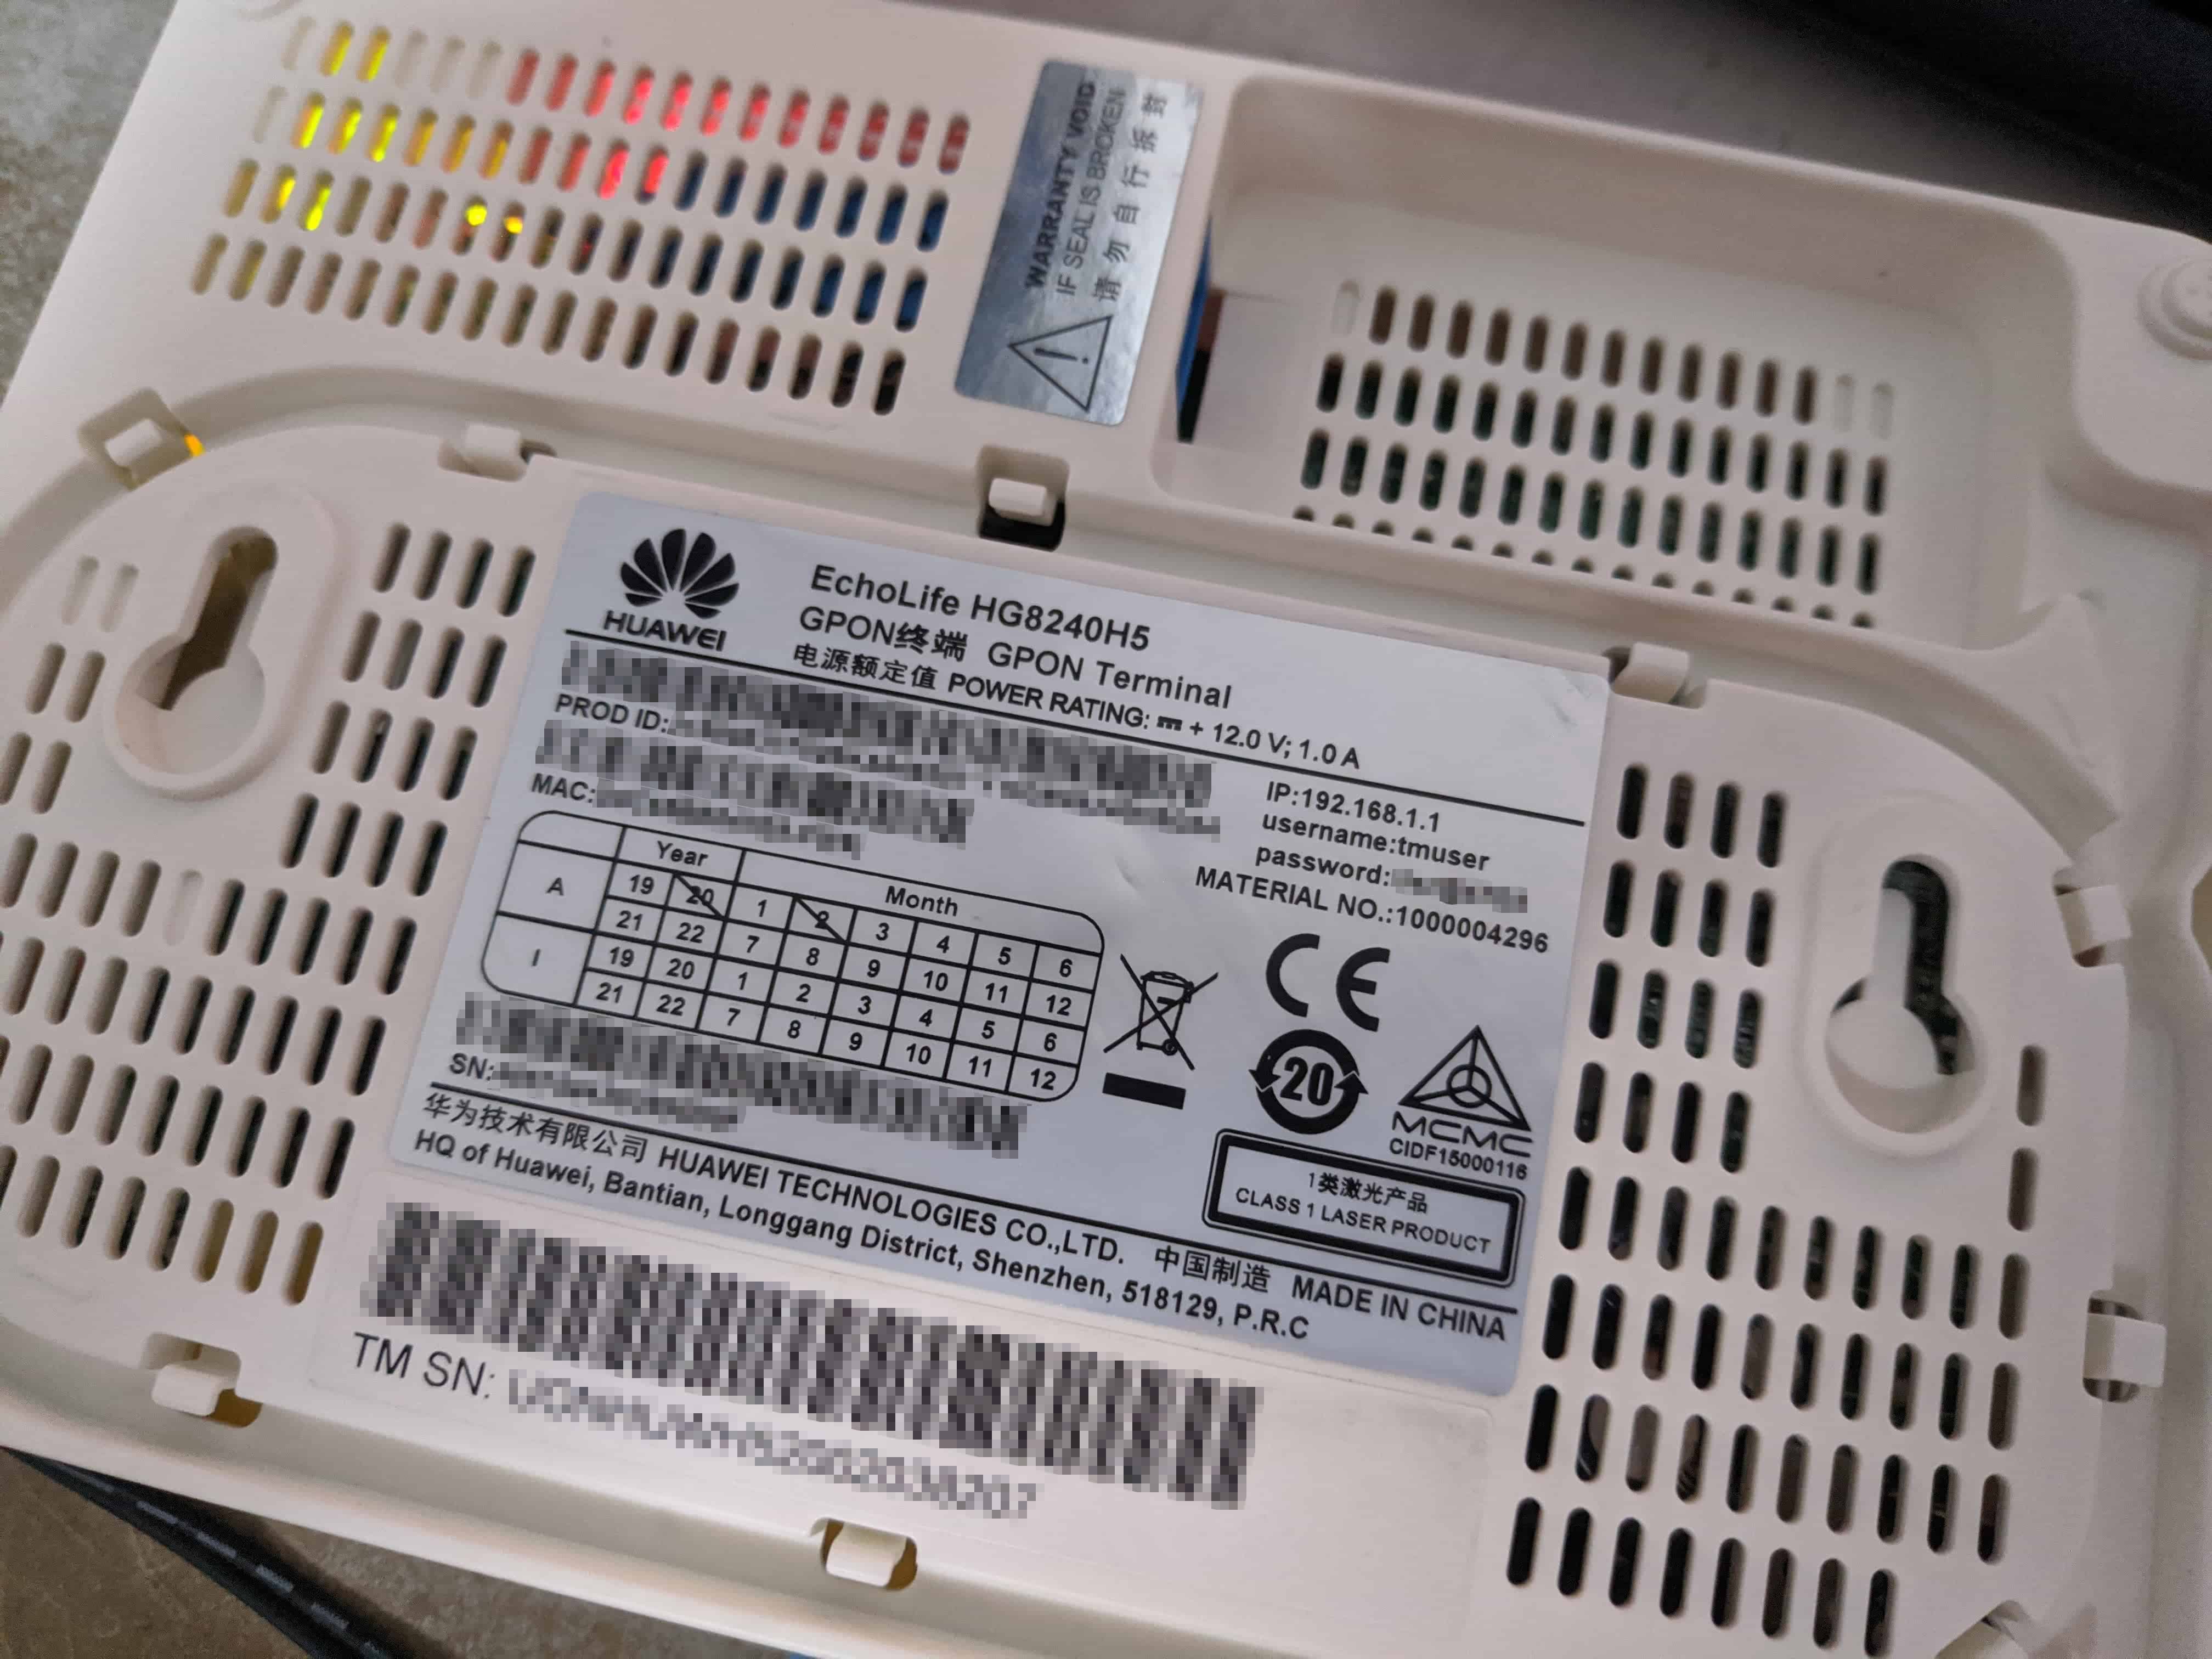 WARRANTY VOID
IF SEAL IS BROKEN
请勿自行拆封
HUAWEI
EchoLife HG8240H5
GPON终端 GPON Terminal
电源额定值 POWER RATING: ⎓ + 12.0 V; 1.0 A
PROD ID:
MAC:
IP:192.168.1.1
username:tmuser
password:
MATERIAL NO.:1000004296
Year Month
A 19 20 1 2 3 4 5 6
21 22 7 8 9 10 11 12
I 19 20 1 2 3 4 5 6
21 22 7 8 9 10 11 12
CE
20
MCMC
CIDF15000116
SN:
1类激光产品
CLASS 1 LASER PRODUCT
华为技术有限公司 HUAWEI TECHNOLOGIES CO.,LTD. 中国制造 MADE IN CHINA
HQ of Huawei, Bantian, Longgang District, Shenzhen, 518129, P.R.C
TM SN: